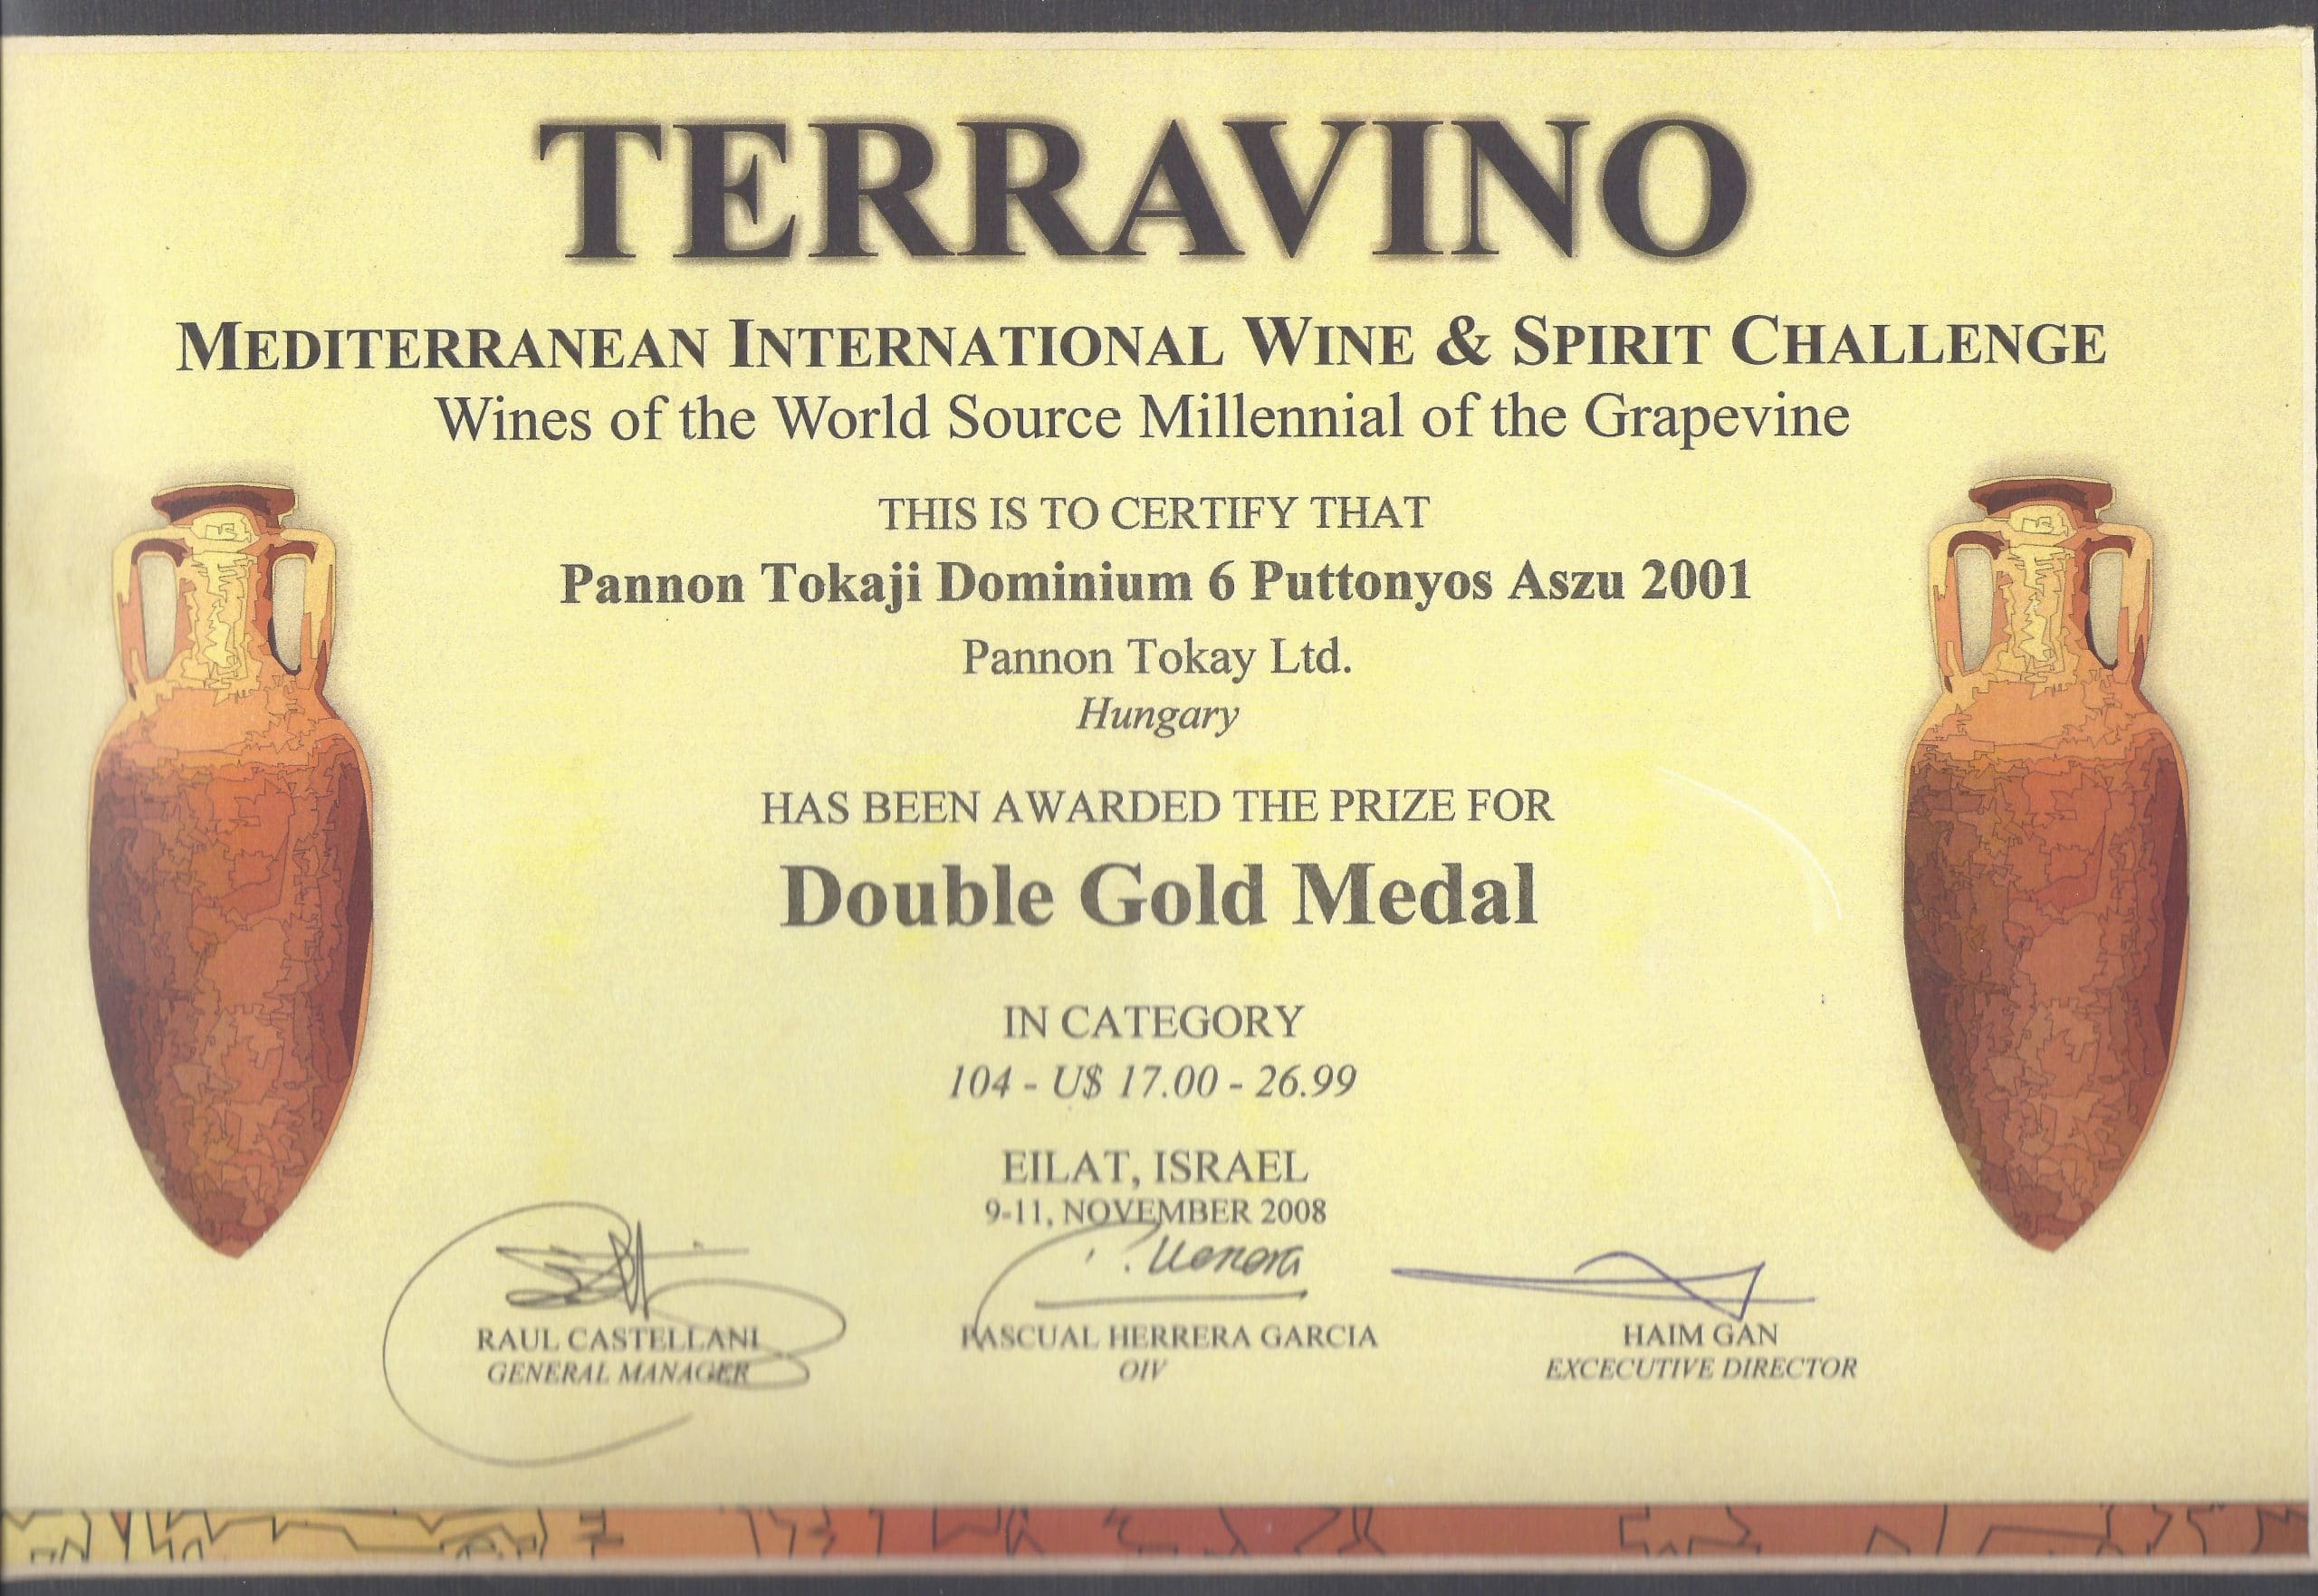 TERRAVINO
MEDITERRANEAN INTERNATIONAL WINE & SPIRIT CHALLENGE
Wines of the World Source Millennial of the Grapevine
THIS IS TO CERTIFY THAT
Pannon Tokaji Dominium 6 Puttonyos Aszu 2001
Pannon Tokay Ltd.
Hungary
HAS BEEN AWARDED THE PRIZE FOR
Double Gold Medal
IN CATEGORY
104 - U$ 17.00 - 26.99
EILAT, ISRAEL
9-11, NOVEMBER 2008
RAUL CASTELLANI PASCUAL HERRERA GARCIA HAIM GAN
GENERAL MANAGER OIV EXCECUTIVE DIRECTOR